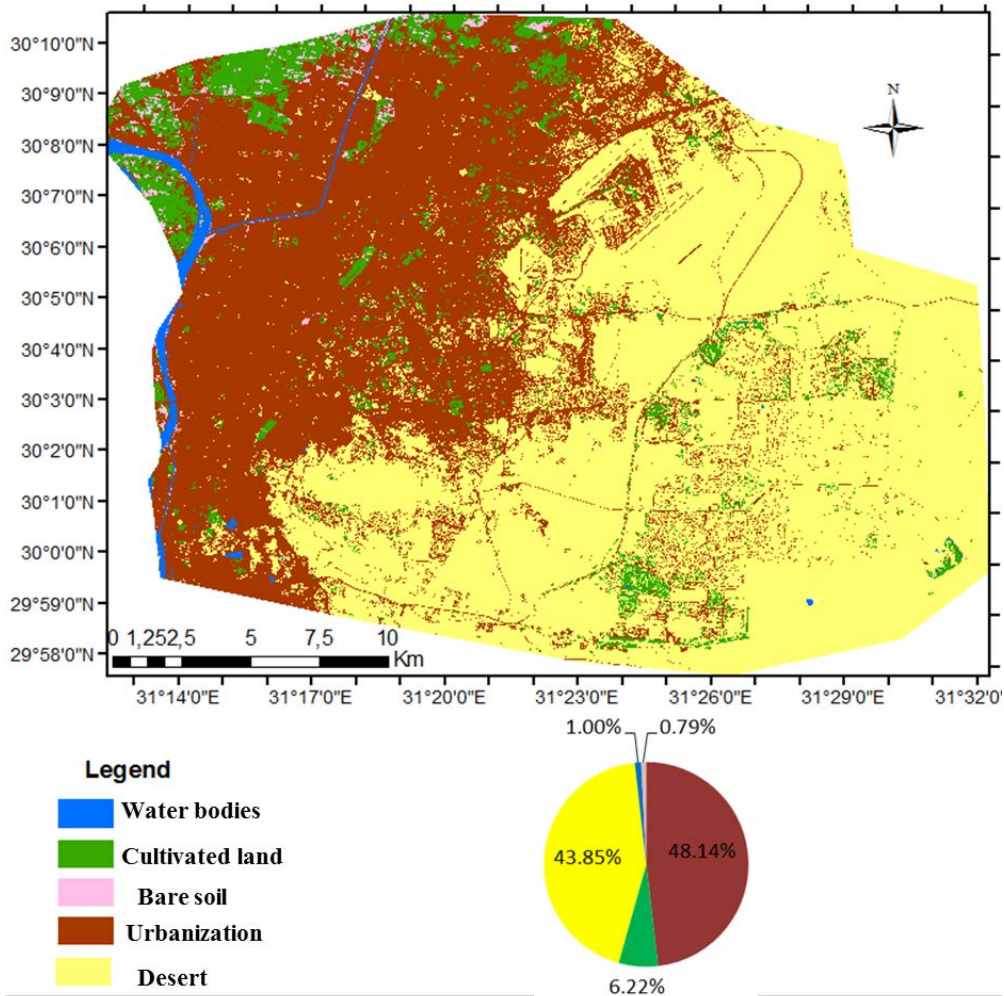 N
30°10'0"N
30°9'0"N
30°8'0"N
30°7'0"N
30°6'0"N
30°5'0"N
30°4'0"N
30°3'0"N
30°2'0"N
30°1'0"N
30°0'0"N
29°59'0"N
29°58'0"N
0 1,252,5 5 7,5 10
Km
31°14'0"E 31°17'0"E 31°20'0"E 31°23'0"E 31°26'0"E 31°29'0"E 31°32'0"E
1.00% 0.79%
43.85% 48.14%
6.22%
Legend
Water bodies
Cultivated land
Bare soil
Urbanization
Desert